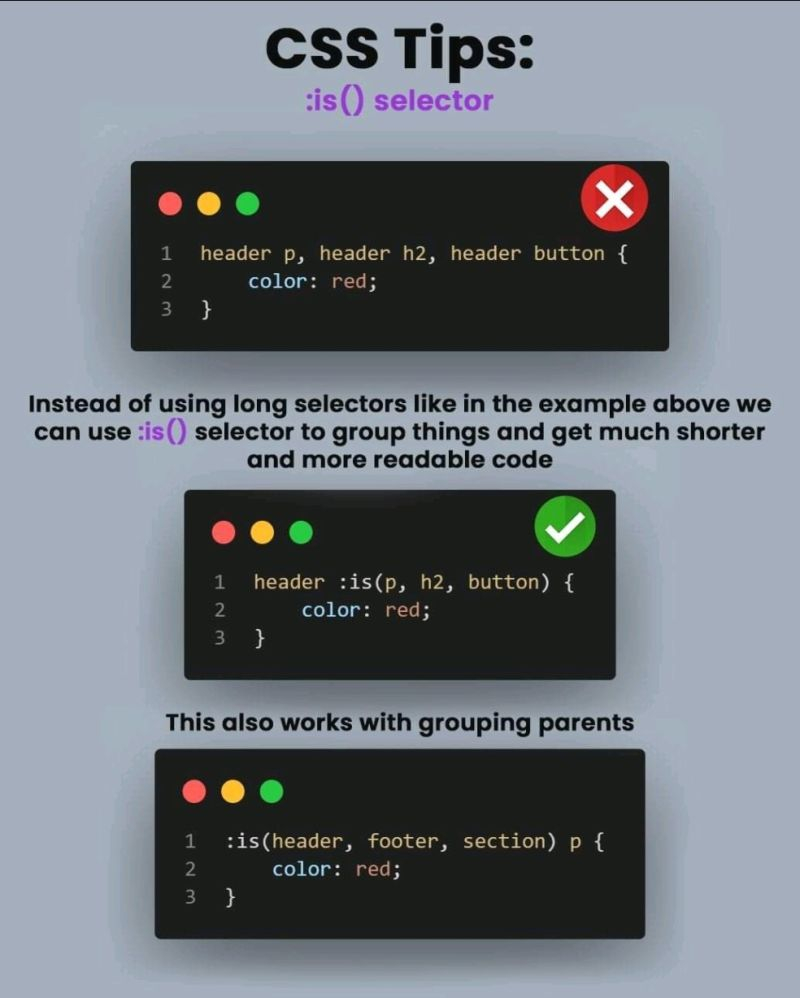 CSS Tips:
:is() selector
1 header p, header h2, header button {
2     color: red;
3 }
Instead of using long selectors like in the example above we
can use :is() selector to group things and get much shorter
and more readable code
1 header :is(p, h2, button) {
2     color: red;
3 }
This also works with grouping parents
1 :is(header, footer, section) p {
2     color: red;
3 }